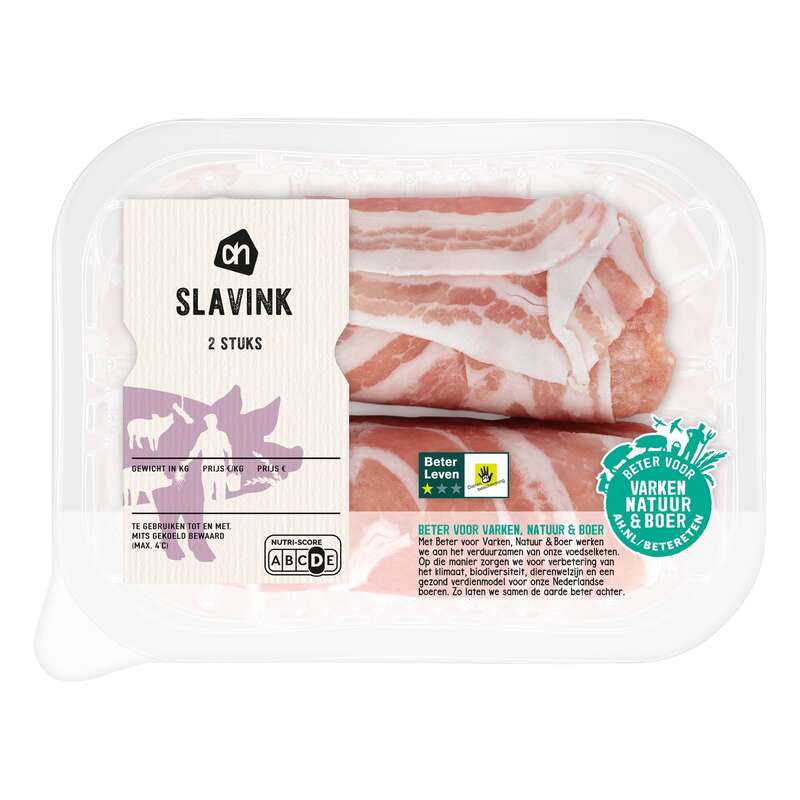 ah
SLAVINK
2 STUKS
GEWICHT IN KG PRIJS €/KG PRIJS €
TE GEBRUIKEN TOT EN MET.
MITS GEKOELD BEWAARD
(MAX. 4°C)
NUTRI-SCORE
A B C D E
Beter
Leven
Dierenbescherming
BETER VOOR
VARKEN
NATUUR
& BOER
AH.NL/BETERETEN
BETER VOOR VARKEN, NATUUR & BOER
Met Beter voor Varken, Natuur & Boer werken
we aan het verduurzamen van onze voedselketen.
Op die manier zorgen we voor verbetering van
het klimaat, biodiversiteit, dierenwelzijn en een
gezond verdienmodel voor onze Nederlandse
boeren. Zo laten we samen de aarde beter achter.